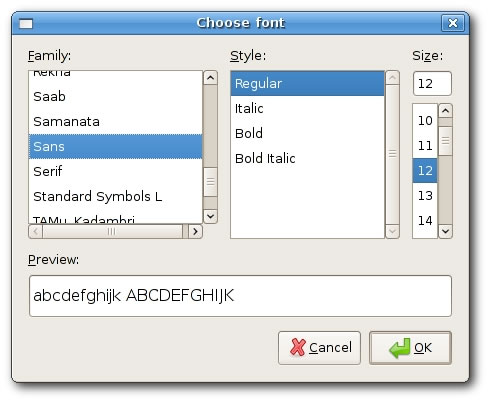 Choose font
Family:
Rekha
Saab
Samanata
Sans
Serif
Standard Symbols L
TAMu_Kadambri
Style:
Regular
Italic
Bold
Bold Italic
Size:
12
10
11
12
13
14
Preview:
abcdefghijk ABCDEFGHIJK
Cancel
OK